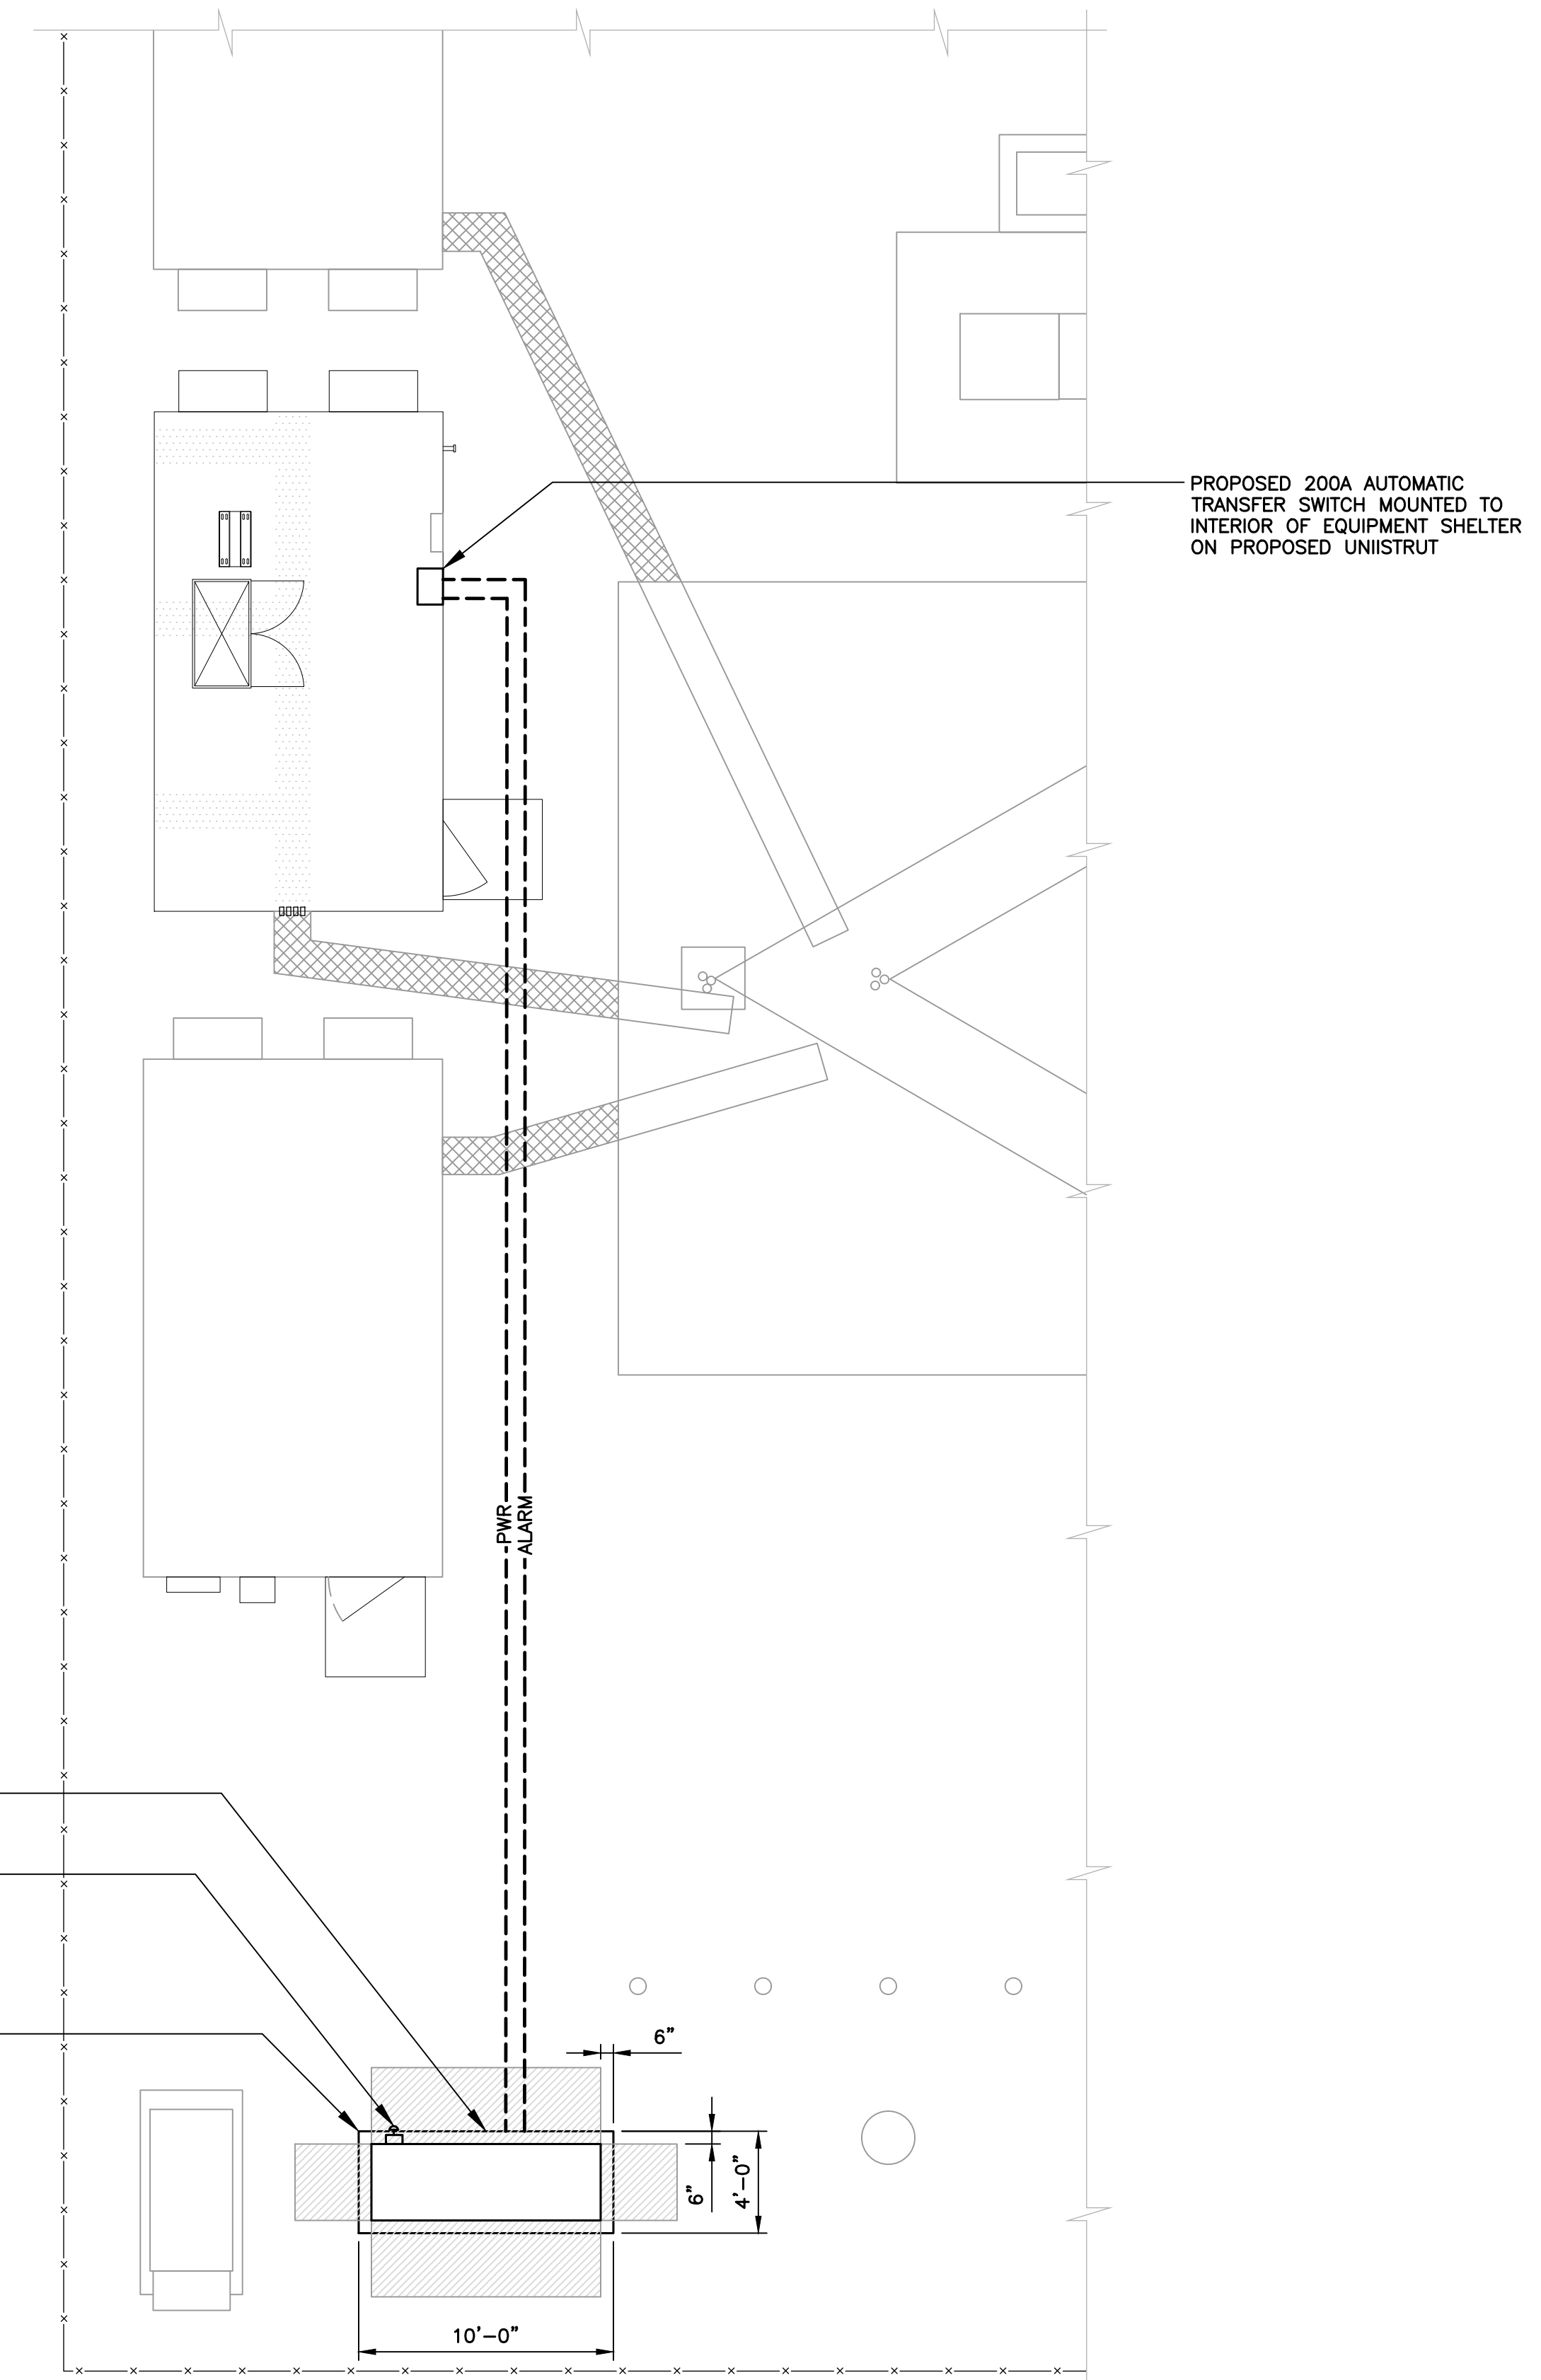 PROPOSED 200A AUTOMATIC
TRANSFER SWITCH MOUNTED TO
INTERIOR OF EQUIPMENT SHELTER
ON PROPOSED UNIISTRUT
PWR
ALARM
6”
6”
4'-0”
10'-0”